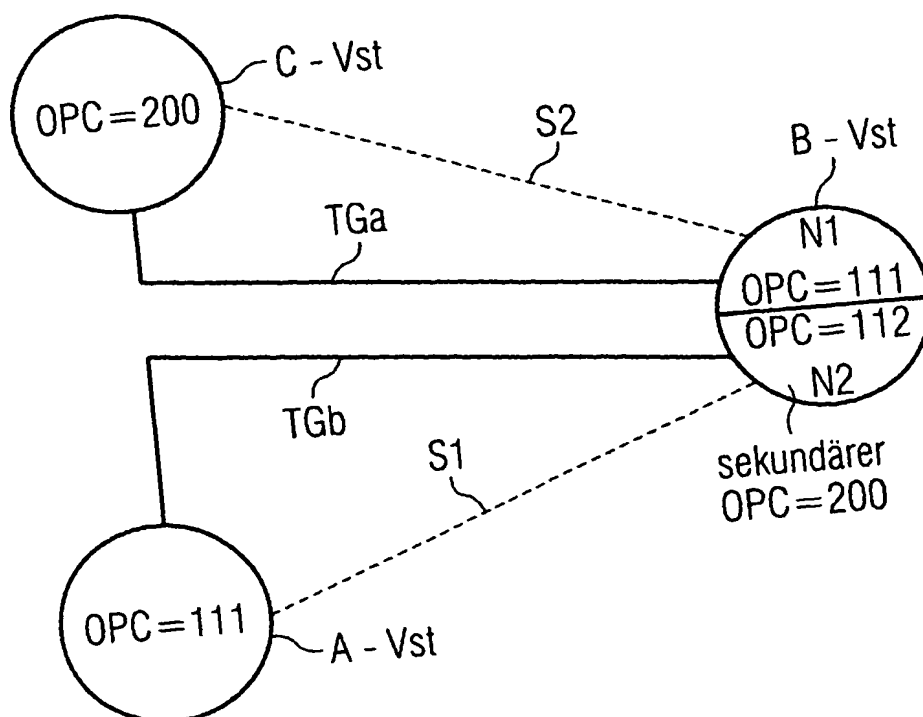 C - Vst
OPC=200
S2
B - Vst
TGa
N1
OPC=111
OPC=112
N2
TGb
S1
sekundärer
OPC=200
OPC=111
A - Vst